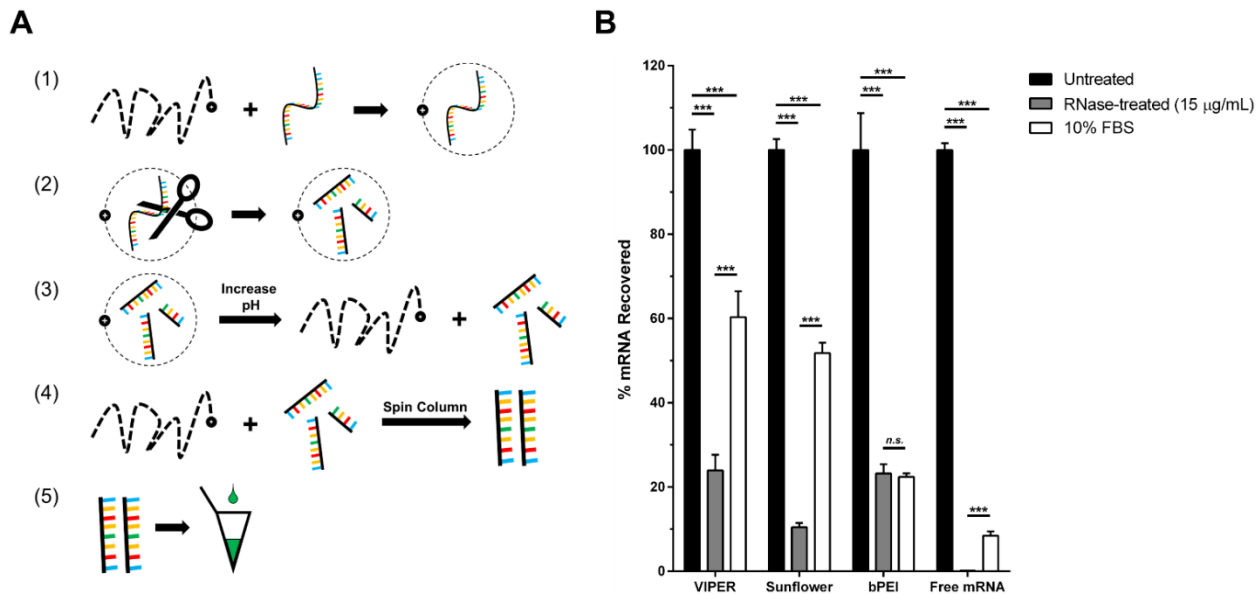 A
(1)
+
+
(2)
+
+
(3)
+
Increase
pH
+
+
(4)
+
+
Spin Column
(5)
B
120
100
80
60
40
20
0
% mRNA Recovered
***
***
***
***
***
***
***
***
n.s.
***
***
***
Untreated
RNase-treated (15 μg/mL)
10% FBS
VIPER
Sunflower
bPEI
Free mRNA